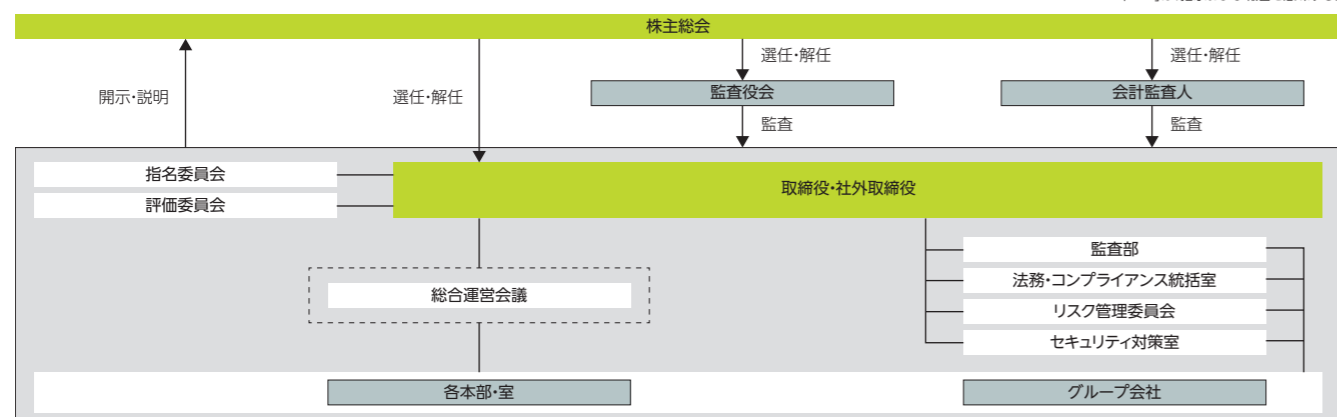 株主総会
開示・説明
選任・解任
選任・解任
選任・解任
監査役会
会計監査人
監査
監査
指名委員会
評価委員会
取締役・社外取締役
監査部
法務・コンプライアンス統括室
リスク管理委員会
セキュリティ対策室
総合運営会議
各本部・室
グループ会社